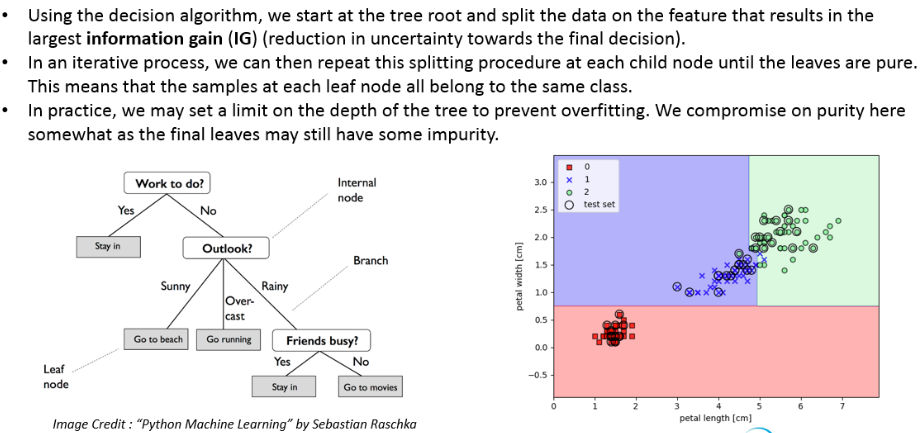 • Using the decision algorithm, we start at the tree root and split the data on the feature that results in the
largest information gain (IG) (reduction in uncertainty towards the final decision).
• In an iterative process, we can then repeat this splitting procedure at each child node until the leaves are pure.
This means that the samples at each leaf node all belong to the same class.
• In practice, we may set a limit on the depth of the tree to prevent overfitting. We compromise on purity here
somewhat as the final leaves may still have some impurity.
Work to do?
Internal
node
Yes
No
Stay in
Outlook?
Branch
Sunny
Over-
cast
Rainy
Go to beach
Go running
Friends busy?
Leaf
node
Yes
No
Stay in
Go to movies
Image Credit : “Python Machine Learning” by Sebastian Raschka
0
1
2
test set
petal width [cm]
3.0
2.5
2.0
1.5
1.0
0.5
0.0
−0.5
0 1 2 3 4 5 6 7
petal length [cm]